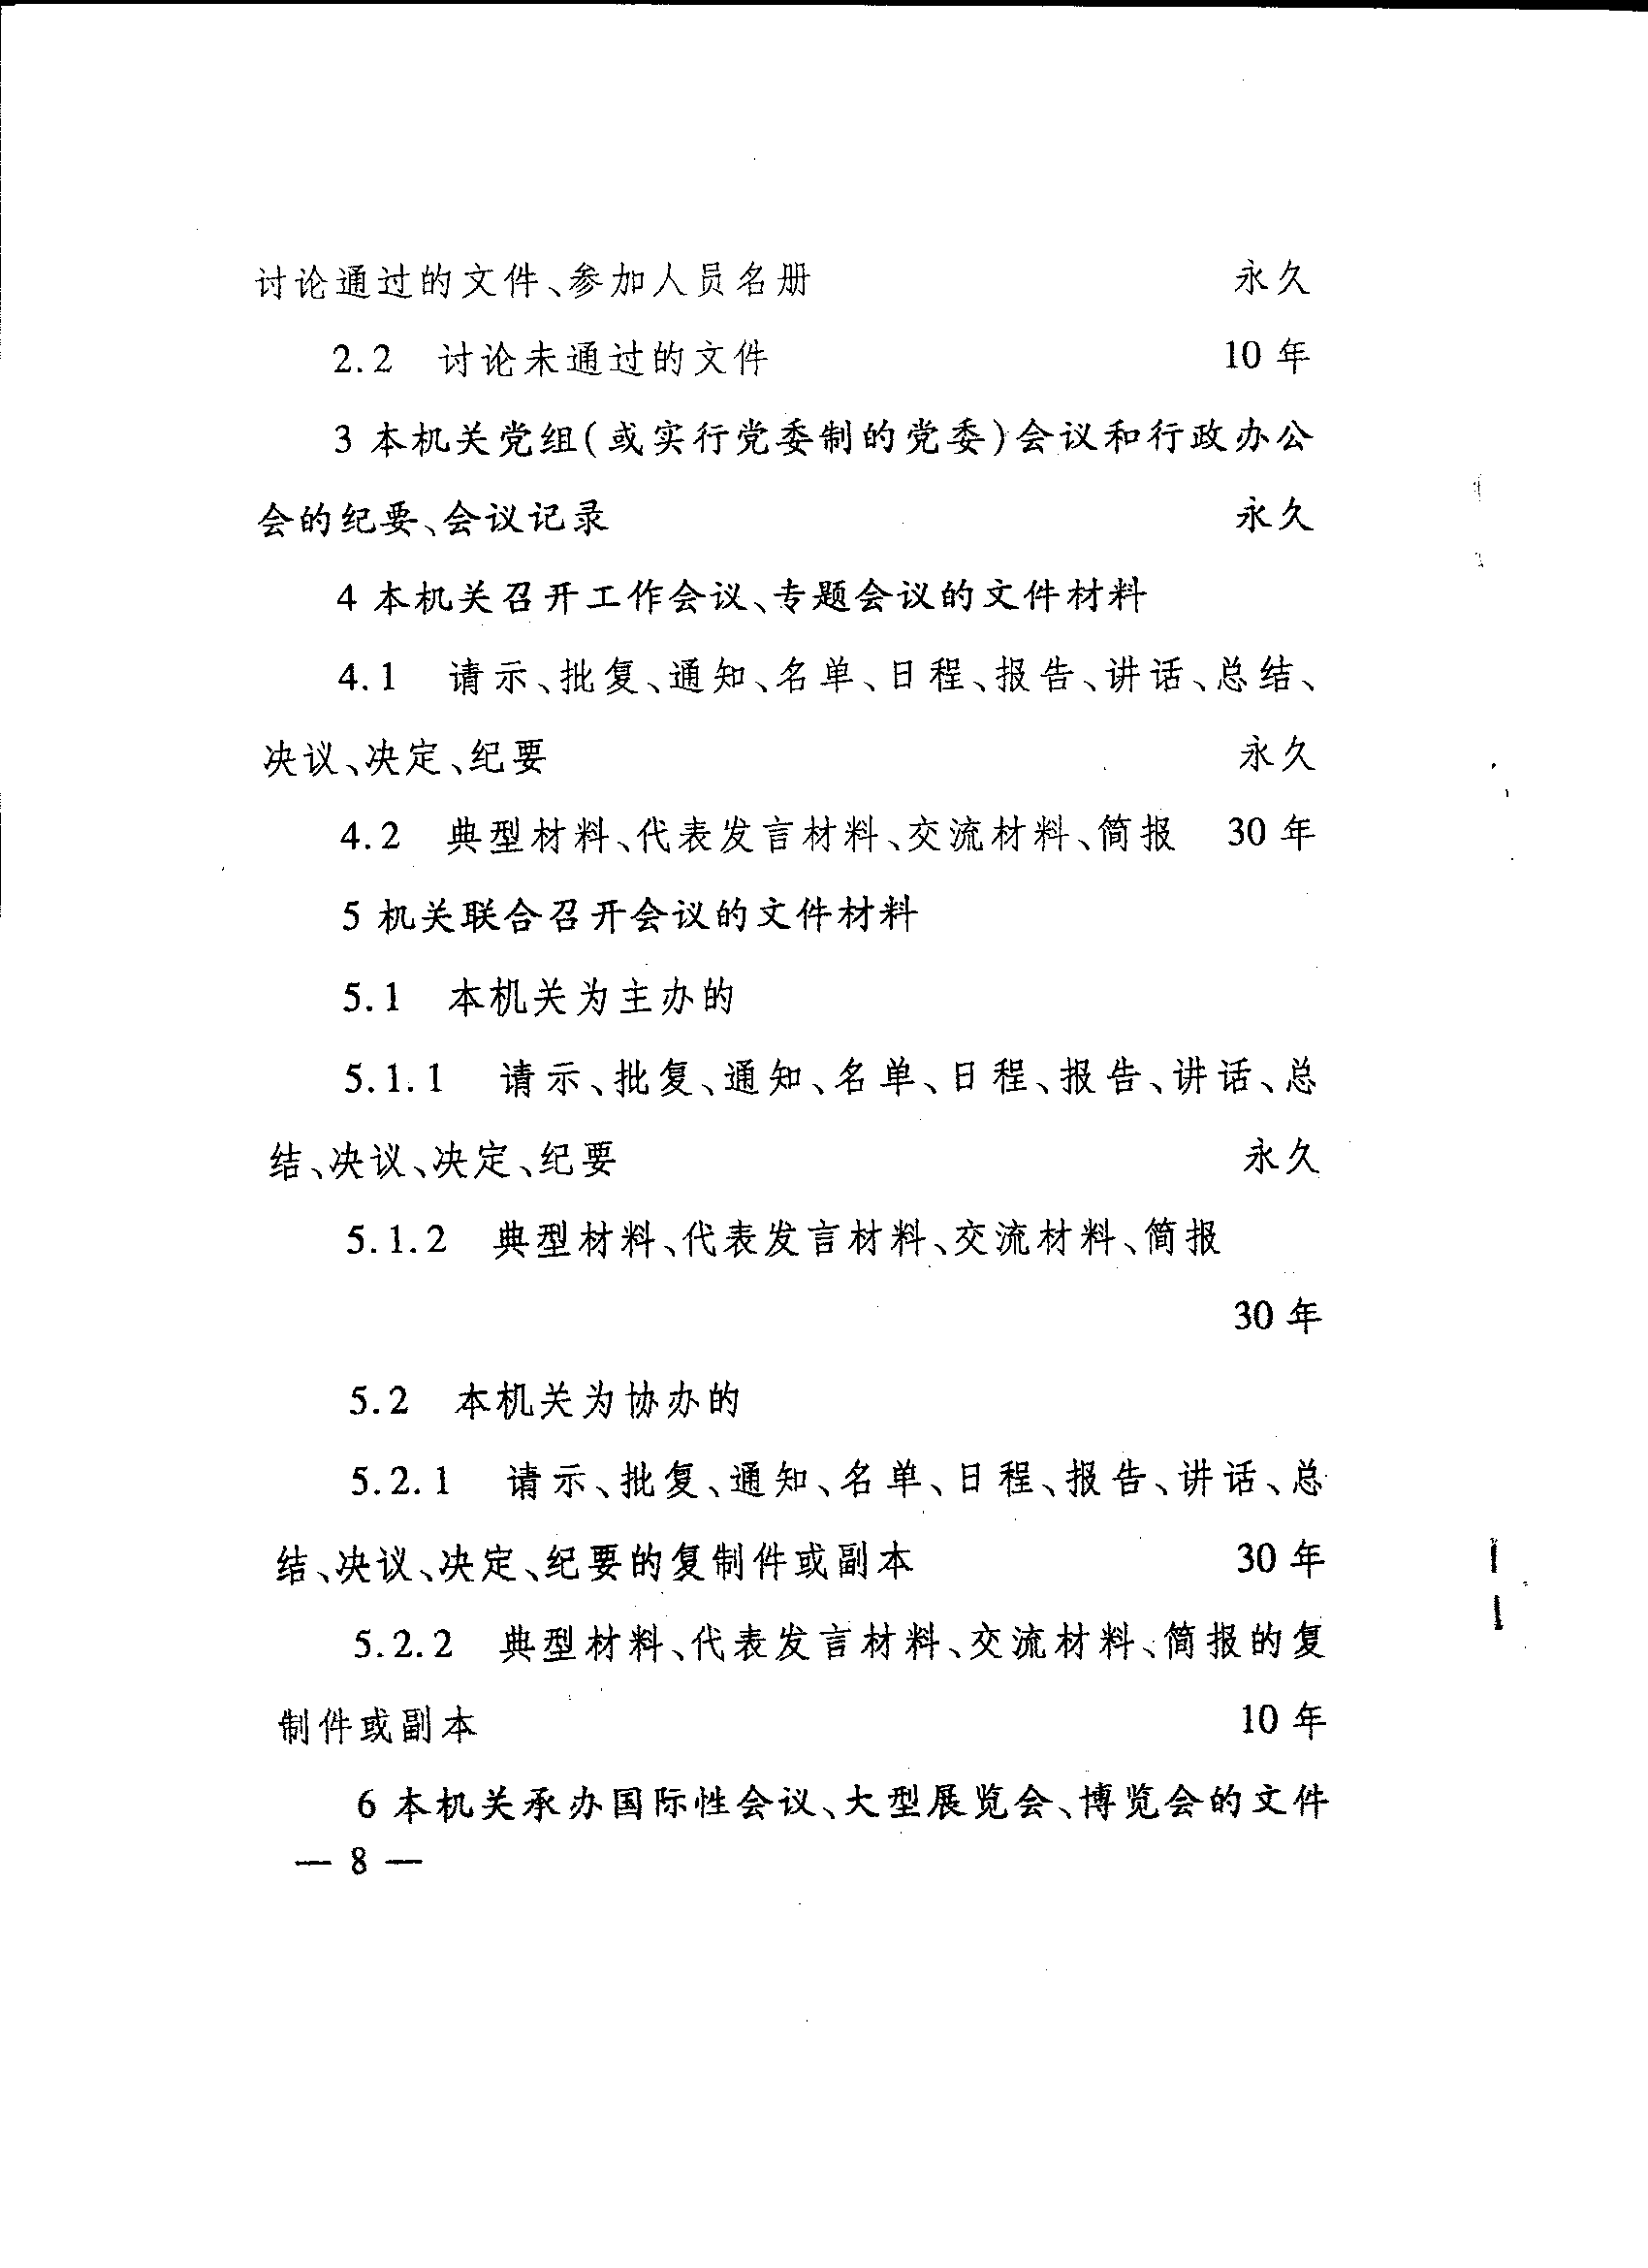 讨论通过的文件、参加人员名册 永久
2.2 讨论未通过的文件 10 年
3 本机关党组(或实行党委制的党委)会议和行政办公
会的纪要、会议记录 永久
4 本机关召开工作会议、专题会议的文件材料
4.1 请示、批复、通知、名单、日程、报告、讲话、总结、
决议、决定、纪要 永久
4.2 典型材料、代表发言材料、交流材料、简报 30 年
5 机关联合召开会议的文件材料
5.1 本机关为主办的
5.1.1 请示、批复、通知、名单、日程、报告、讲话、总
结、决议、决定、纪要 永久
5.1.2 典型材料、代表发言材料、交流材料、简报
30 年
5.2 本机关为协办的
5.2.1 请示、批复、通知、名单、日程、报告、讲话、总
结、决议、决定、纪要的复制件或副本 30 年
5.2.2 典型材料、代表发言材料、交流材料、简报的复
制件或副本 10 年
6 本机关承办国际性会议、大型展览会、博览会的文件
— 8 —